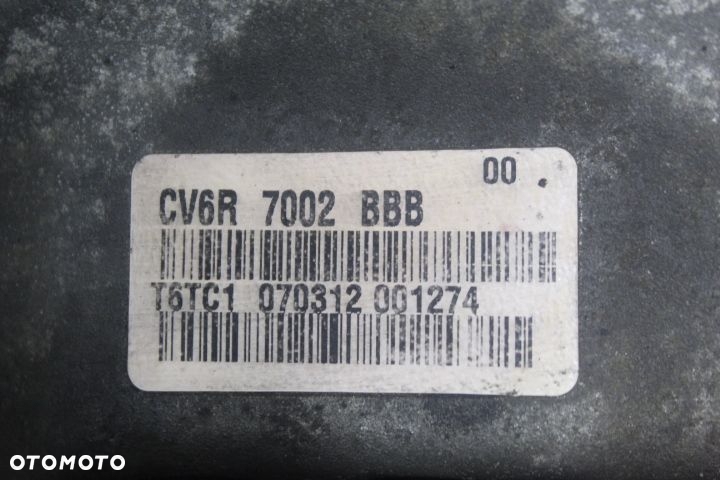 00
CV6R 7002 BBB
T6TC1 070312 001274
OTOMOTO